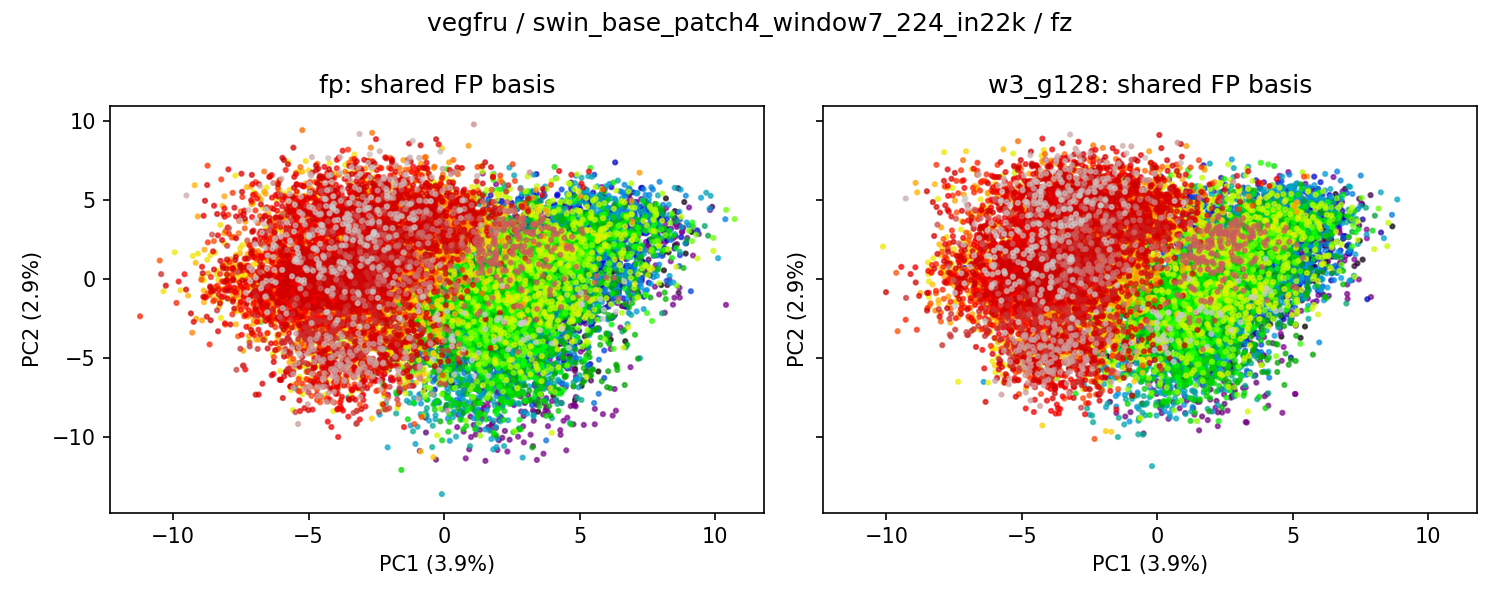 vegfru / swin_base_patch4_window7_224_in22k / fz
fp: shared FP basis
w3_g128: shared FP basis
10
5
0
−5
−10
PC2 (2.9%)
PC2 (2.9%)
−10
−5
0
5
10
−10
−5
0
5
10
PC1 (3.9%)
PC1 (3.9%)